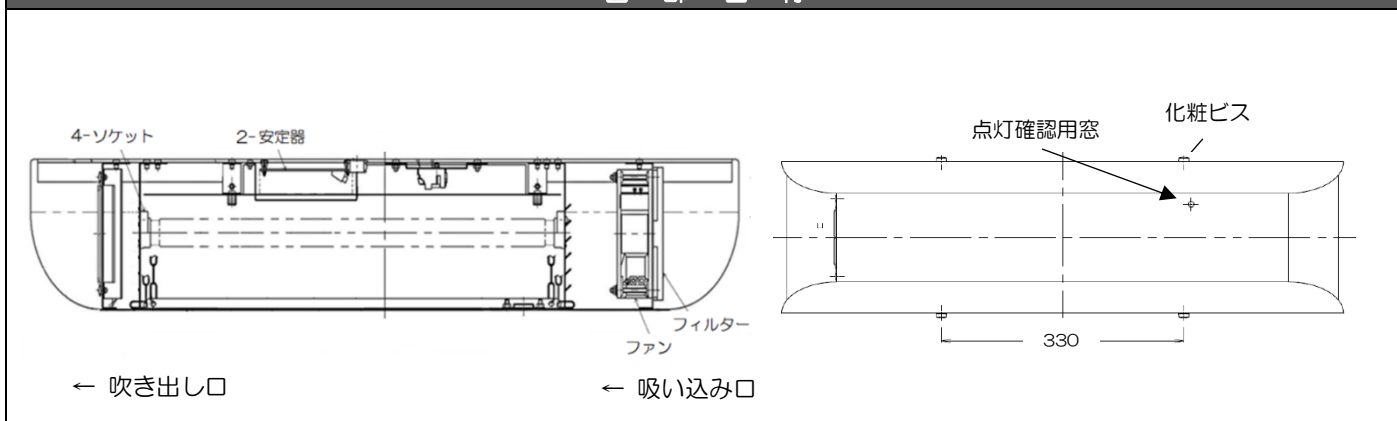 4-ソケット
2-安定器
フィルター
ファン
← 吹き出し口
← 吸い込み口
点灯確認用窓
化粧ビス
330